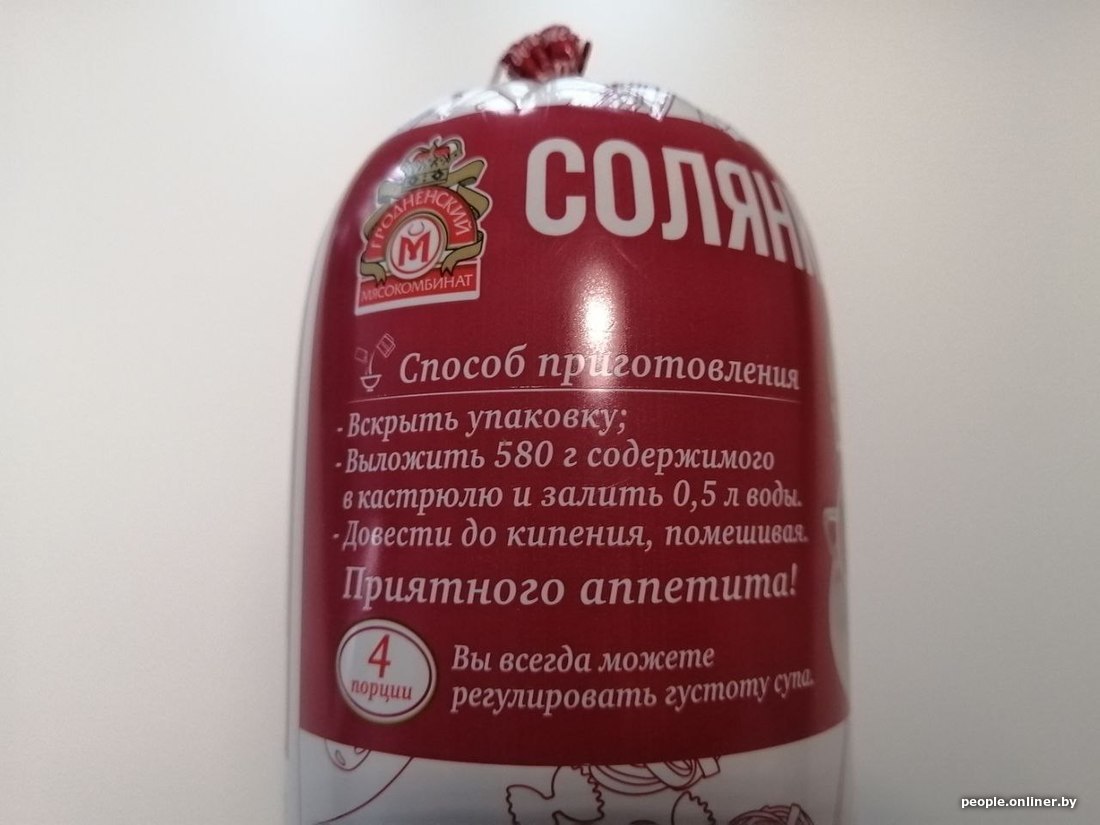 СОЛЯН
ГРОДНЕНСКИЙ
М
МЯСОКОМБИНАТ
Способ приготовления
- Вскрыть упаковку;
- Выложить 580 г содержимого
в кастрюлю и залить 0,5 л воды.
- Довести до кипения, помешивая.
Приятного аппетита!
4
порции
Вы всегда можете
регулировать густоту супа.
people.onliner.by